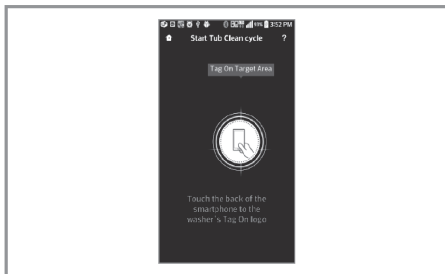 93% 3:52 PM
Start Tub Clean cycle ?
Tag On Target Area
Touch the back of the
smartphone to the
washer's Tag On logo